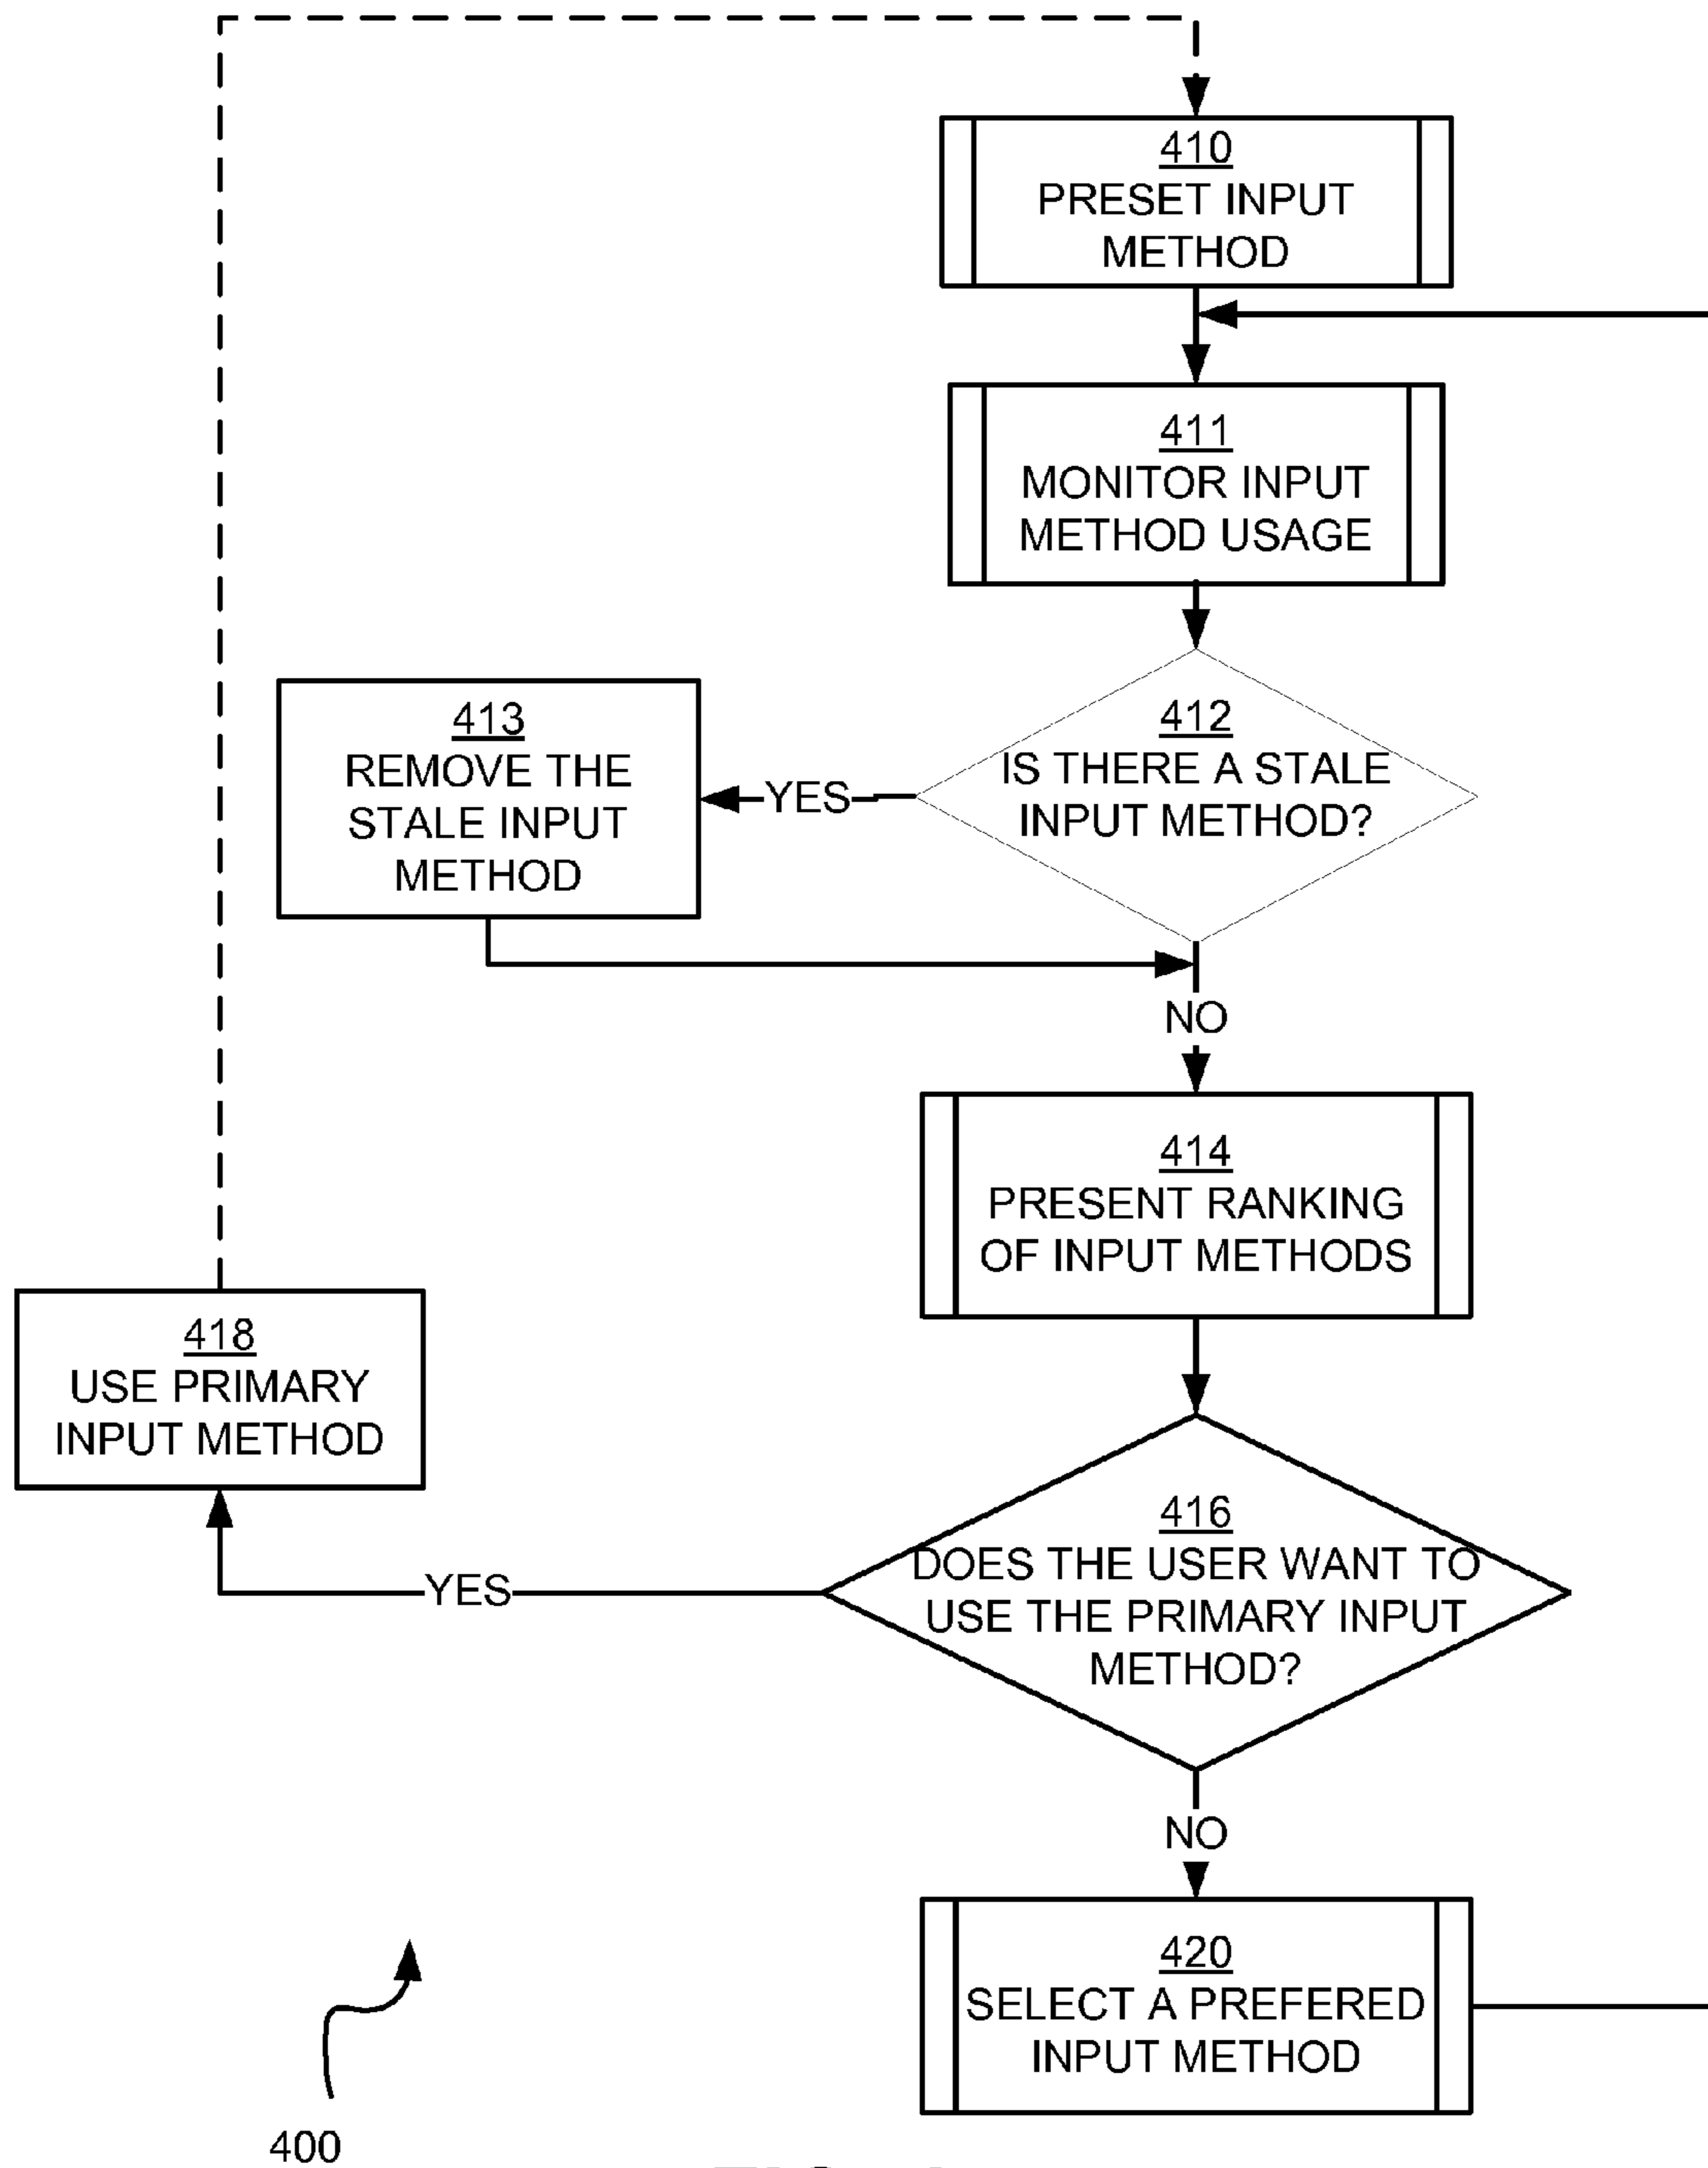 410
PRESET INPUT
METHOD
411
MONITOR INPUT
METHOD USAGE
412
IS THERE A STALE
INPUT METHOD?
YES
413
REMOVE THE
STALE INPUT
METHOD
NO
414
PRESENT RANKING
OF INPUT METHODS
416
DOES THE USER WANT TO
USE THE PRIMARY INPUT
METHOD?
YES
418
USE PRIMARY
INPUT METHOD
NO
420
SELECT A PREFERED
INPUT METHOD
400